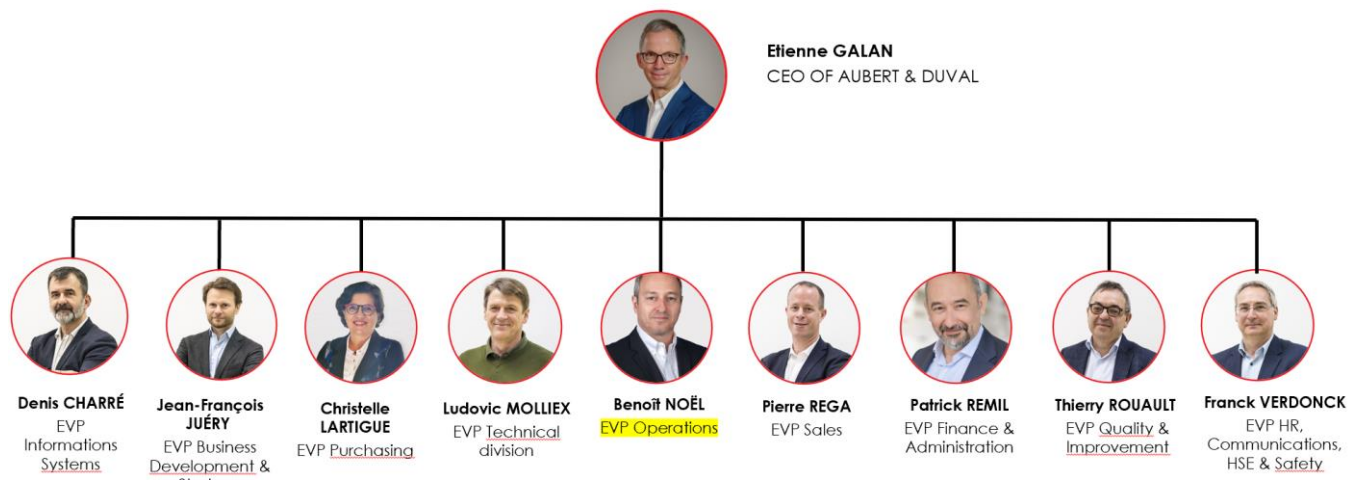 Etienne GALAN
CEO OF AUBERT & DUVAL
Denis CHARRÉ
EVP
Informations
Systems
Jean-François
JUÉRY
EVP Business
Development &
Christelle
LARTIGUE
EVP Purchasing
Ludovic MOLLIEX
EVP Technical
division
Benoït NOËL
EVP Operations
Pierre REGA
EVP Sales
Patrick REMIL
EVP Finance &
Administration
Thierry ROUAULT
EVP Quality &
Improvement
Franck VERDONCK
EVP HR,
Communications,
HSE & Safety